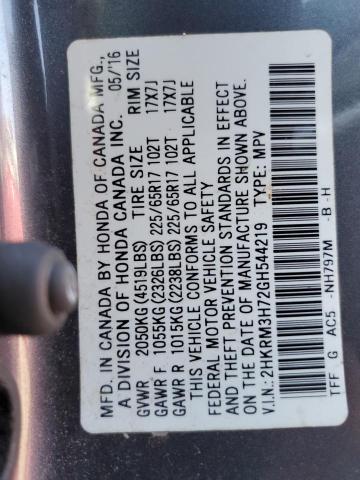 MFD. IN CANADA BY HONDA OF CANADA MFG.,
A DIVISION OF HONDA CANADA INC. 05/16
GVWR 2050KG(4519LBS) TIRE SIZE RIM SIZE
GAWR F 1055KG(2326LBS) 225/65R17 102T 17X7J
GAWR R 1015KG(2238LBS) 225/65R17 102T 17X7J
THIS VEHICLE CONFORMS TO ALL APPLICABLE
FEDERAL MOTOR VEHICLE SAFETY
AND THEFT PREVENTION STANDARDS IN EFFECT
ON THE DATE OF MANUFACTURE SHOWN ABOVE.
V.I.N.: 2HKRM3H72GH544219 TYPE: MPV
TFF G AC5 -NH797M -B -H